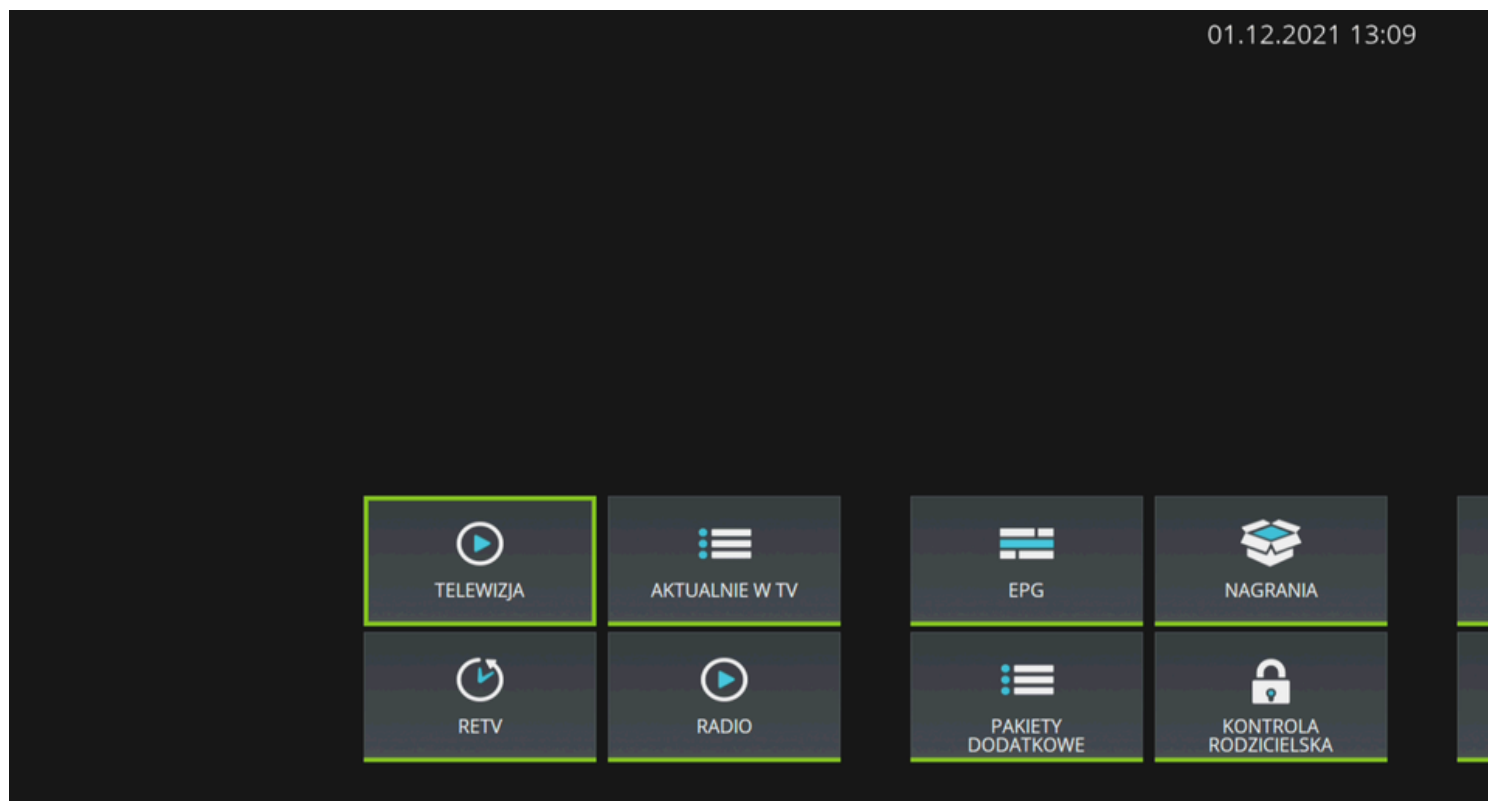 01.12.2021 13:09
TELEWIZJA
AKTUALNIE W TV
EPG
NAGRANIA
RETV
RADIO
PAKIETY
DODATKOWE
KONTROLA
RODZICIELSKA